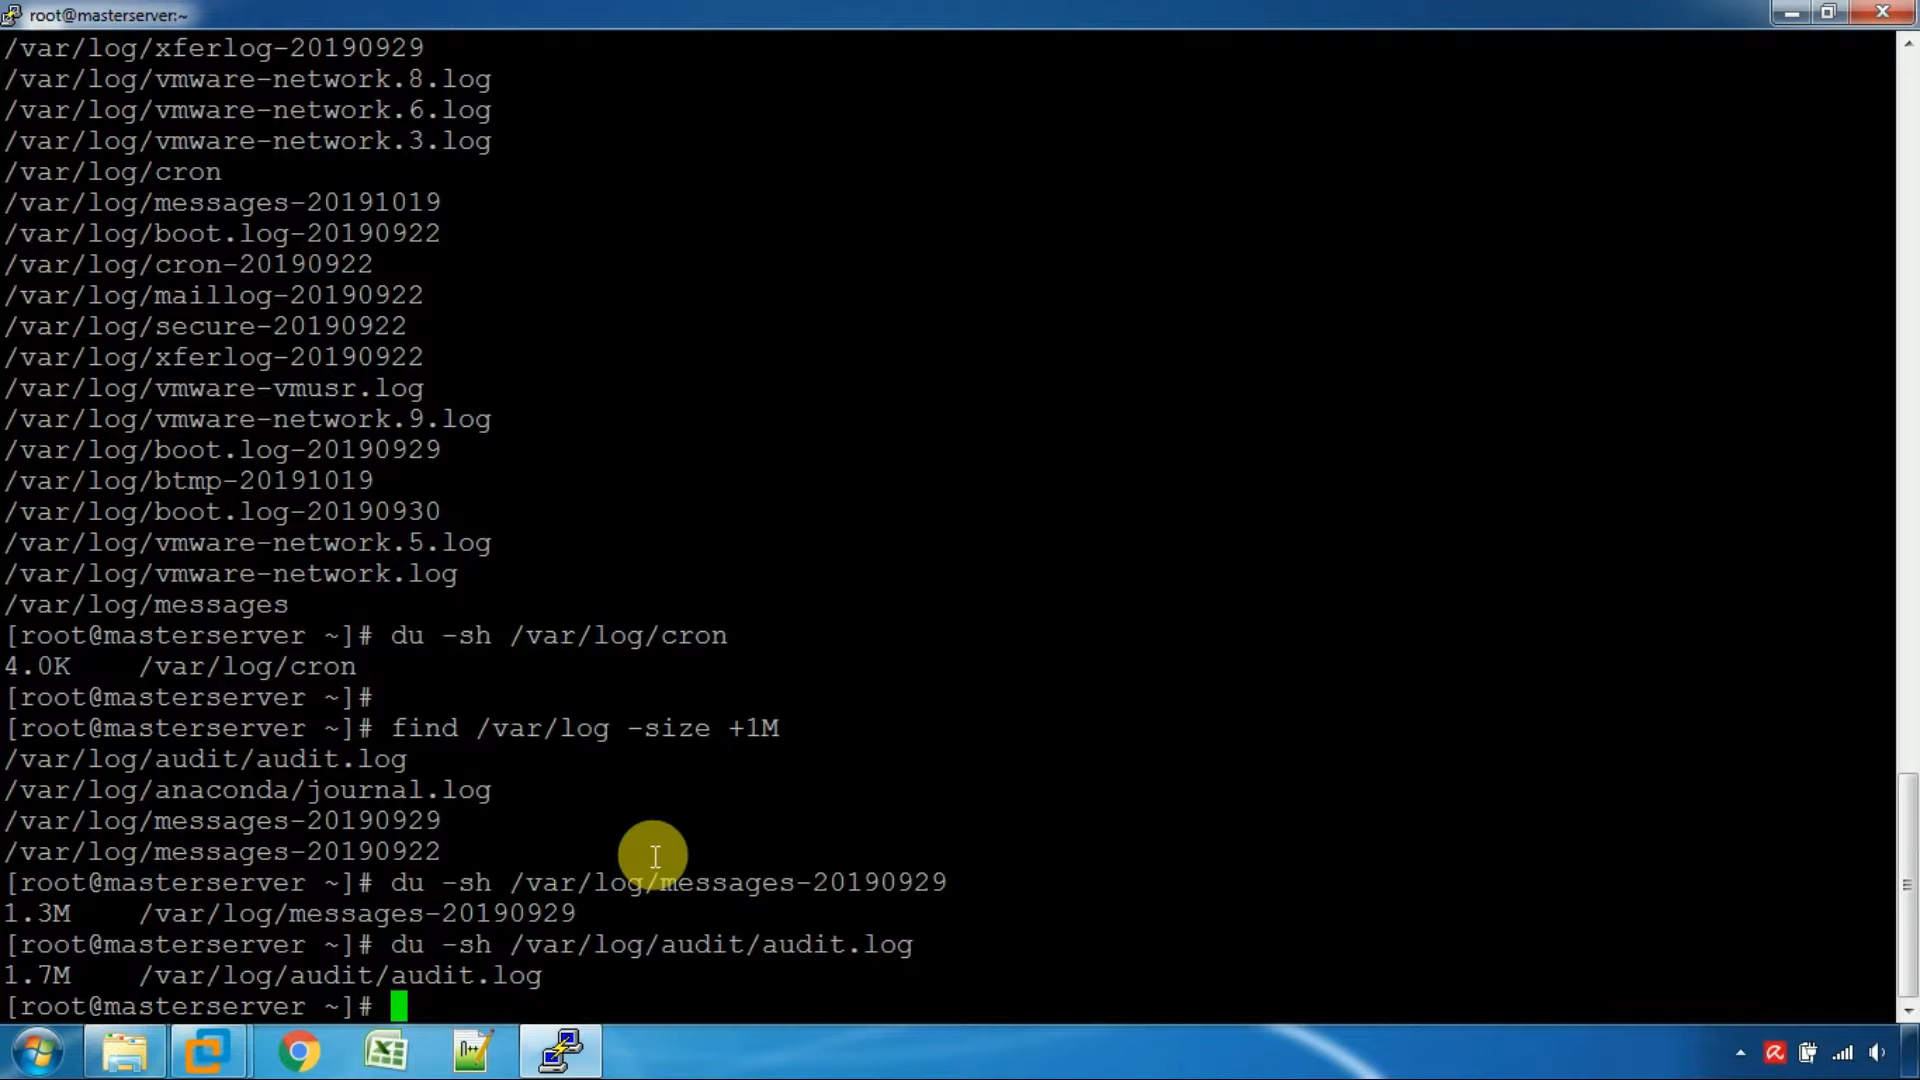 root@masterserver:~
/var/log/xferlog-20190929
/var/log/vmware-network.8.log
/var/log/vmware-network.6.log
/var/log/vmware-network.3.log
/var/log/cron
/var/log/messages-20191019
/var/log/boot.log-20190922
/var/log/cron-20190922
/var/log/maillog-20190922
/var/log/secure-20190922
/var/log/xferlog-20190922
/var/log/vmware-vmusr.log
/var/log/vmware-network.9.log
/var/log/boot.log-20190929
/var/log/btmp-20191019
/var/log/boot.log-20190930
/var/log/vmware-network.5.log
/var/log/vmware-network.log
/var/log/messages
[root@masterserver ~]# du -sh /var/log/cron
4.0K    /var/log/cron
[root@masterserver ~]#
[root@masterserver ~]# find /var/log -size +1M
/var/log/audit/audit.log
/var/log/anaconda/journal.log
/var/log/messages-20190929
/var/log/messages-20190922
[root@masterserver ~]# du -sh /var/log/messages-20190929
1.3M    /var/log/messages-20190929
[root@masterserver ~]# du -sh /var/log/audit/audit.log
1.7M    /var/log/audit/audit.log
[root@masterserver ~]#